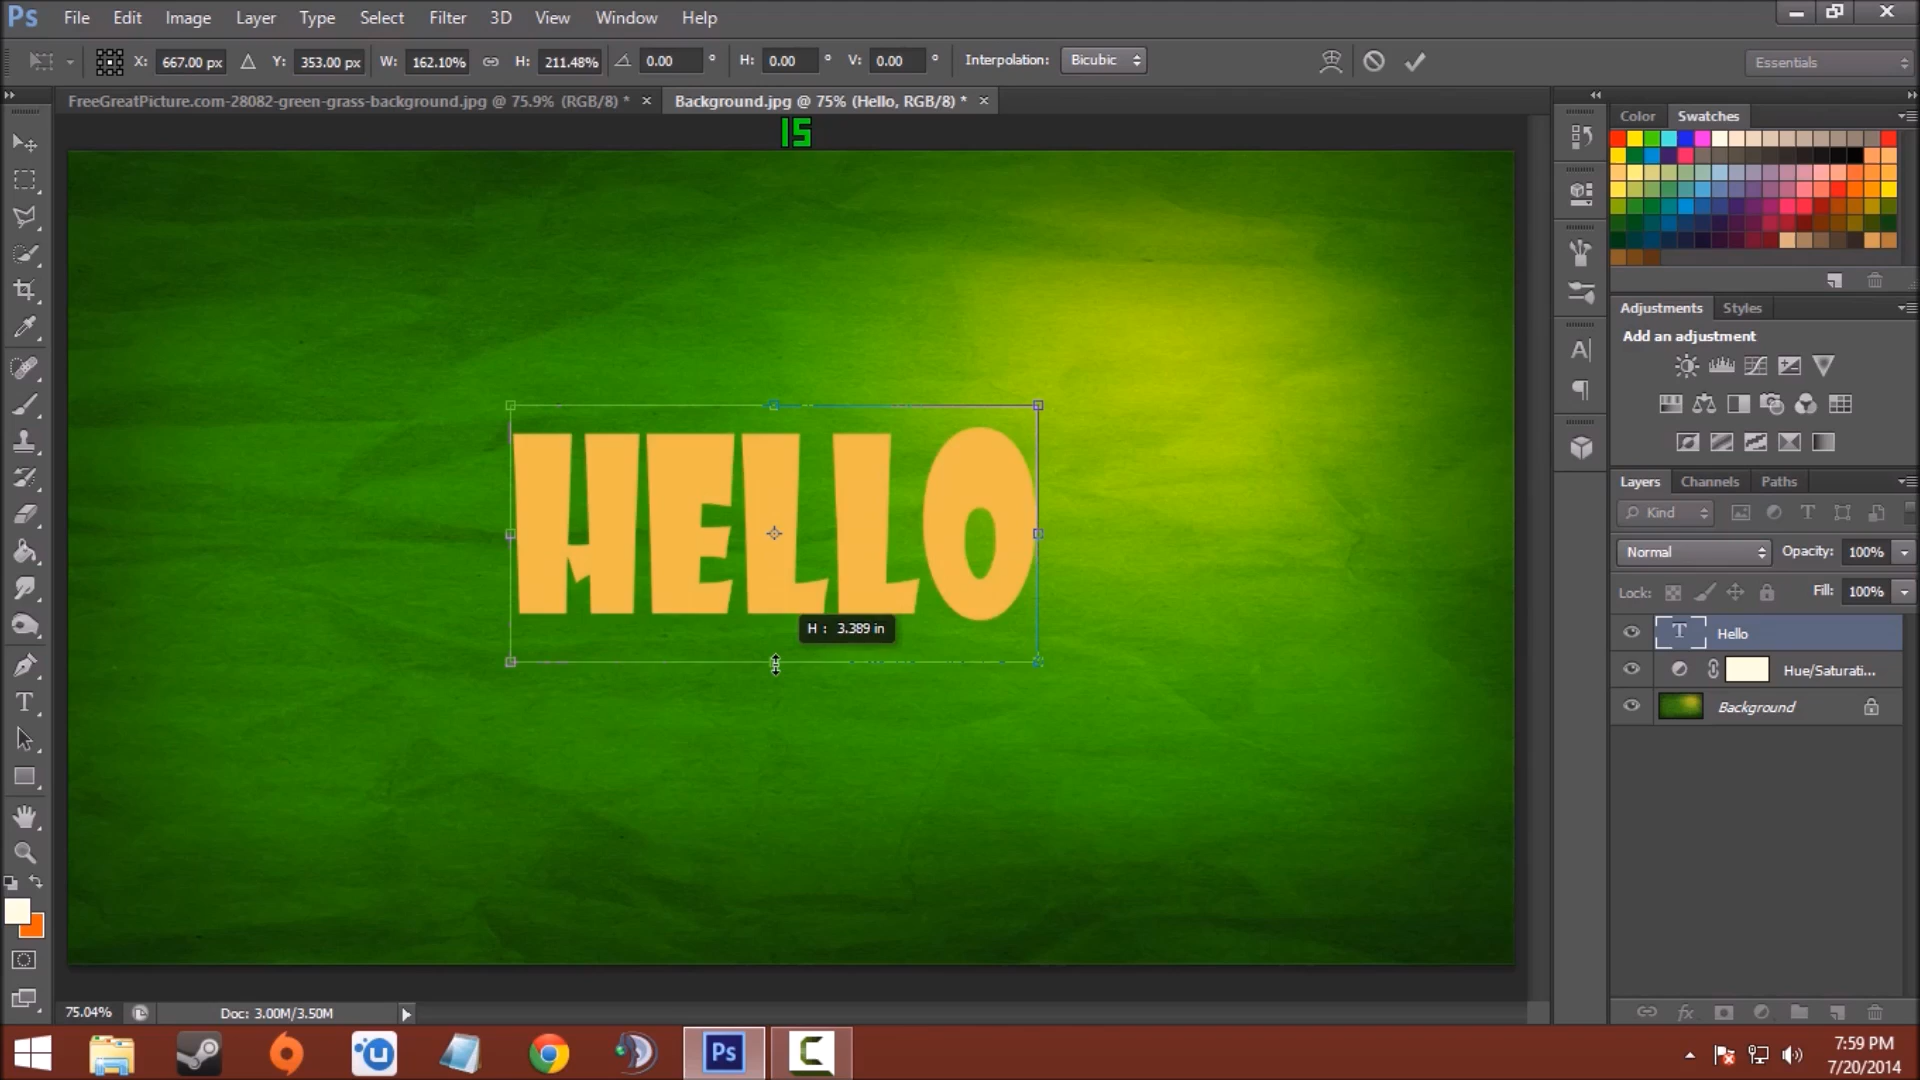 Ps File Edit Image Layer Type Select Filter 3D View Window Help
X: 667.00 px Y: 353.00 px W: 162.10% H: 211.48% 0.00 ° H: 0.00 ° V: 0.00 ° Interpolation: Bicubic Essentials
FreeGreatPicture.com-28082-green-grass-background.jpg @ 75.9% (RGB/8) * × Background.jpg @ 75% (Hello, RGB/8) * ×
15
Color Swatches
Adjustments Styles
Add an adjustment
HELLO
H : 3.389 in
Layers Channels Paths
Kind
Normal Opacity: 100%
Lock: Fill: 100%
T Hello
Hue/Saturati...
Background
75.04% Doc: 3.00M/3.50M
Ps
7:59 PM
7/20/2014